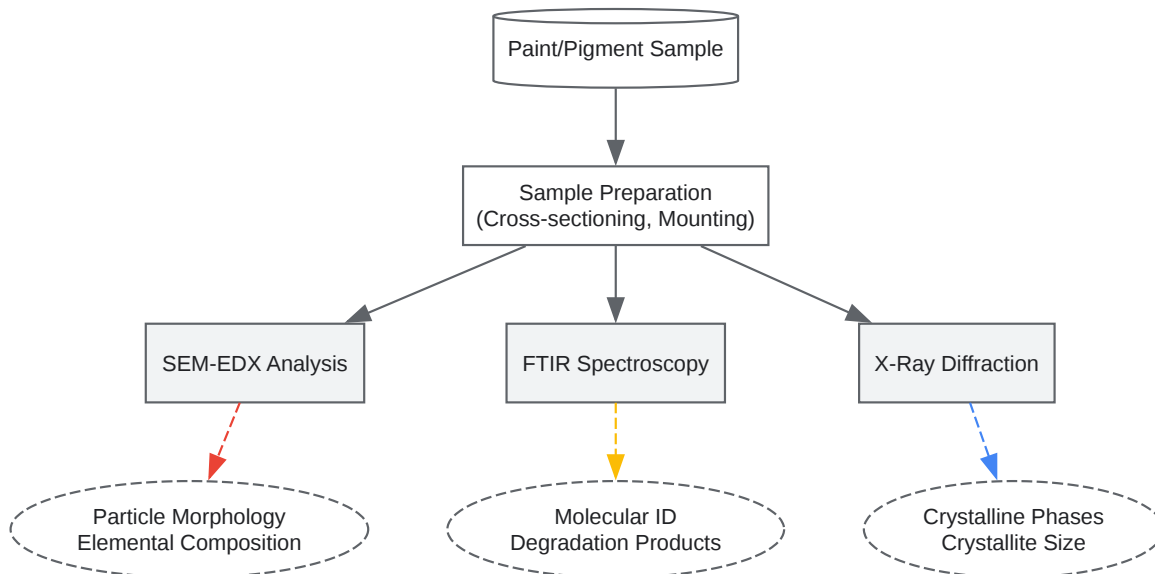 Paint/Pigment Sample
Sample Preparation
(Cross-sectioning, Mounting)
SEM-EDX Analysis
FTIR Spectroscopy
X-Ray Diffraction
Particle Morphology
Elemental Composition
Molecular ID
Degradation Products
Crystalline Phases
Crystallite Size